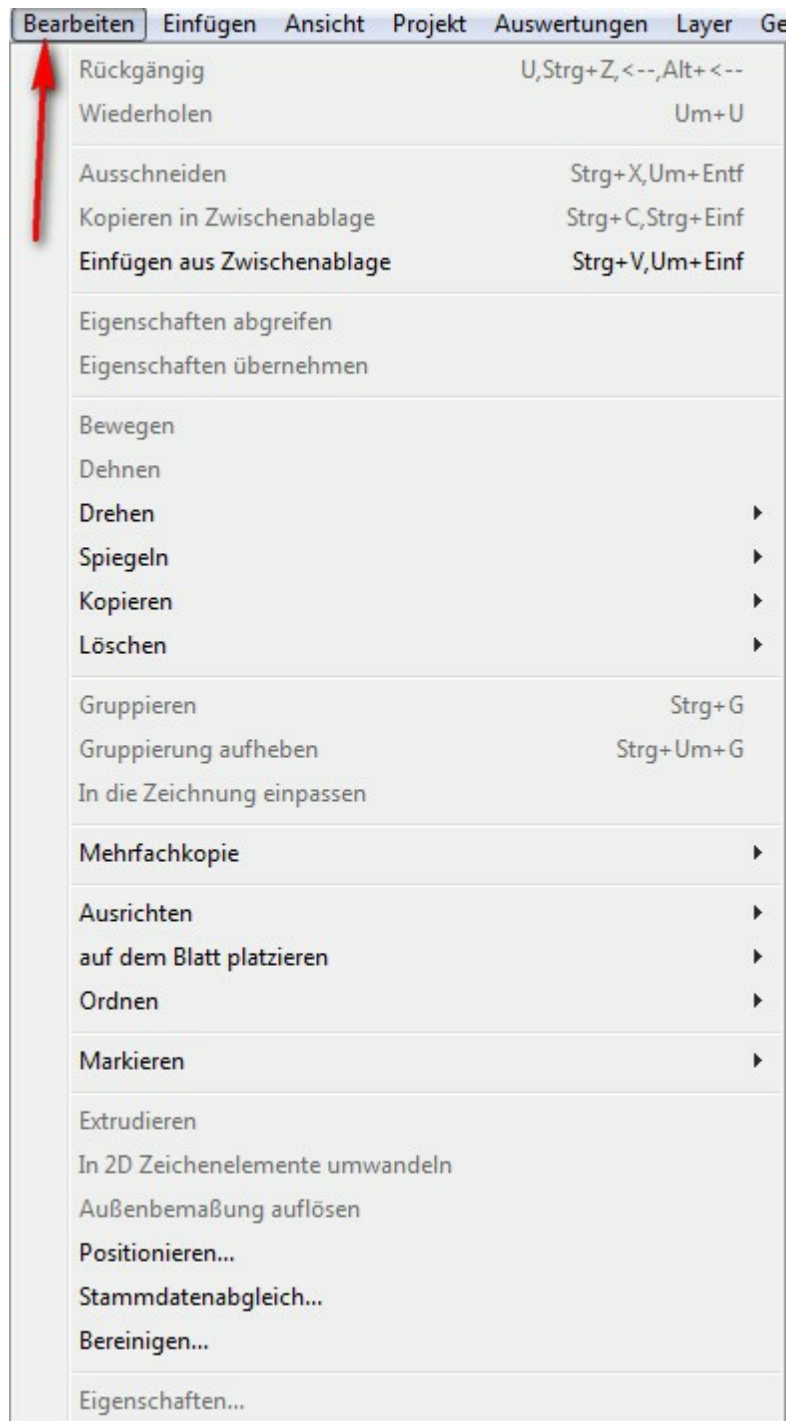 Bearbeiten Einfügen Ansicht Projekt Auswertungen Layer Ge
Rückgängig U,Strg+Z,<--,Alt+<--
Wiederholen Um+U
Ausschneiden Strg+X,Um+Entf
Kopieren in Zwischenablage Strg+C,Strg+Einf
Einfügen aus Zwischenablage Strg+V,Um+Einf
Eigenschaften abgreifen
Eigenschaften übernehmen
Bewegen
Dehnen
Drehen
Spiegeln
Kopieren
Löschen
Gruppieren Strg+G
Gruppierung aufheben Strg+Um+G
In die Zeichnung einpassen
Mehrfachkopie
Ausrichten
auf dem Blatt platzieren
Ordnen
Markieren
Extrudieren
In 2D Zeichenelemente umwandeln
Außenbemaßung auflösen
Positionieren...
Stammdatenabgleich...
Bereinigen...
Eigenschaften...